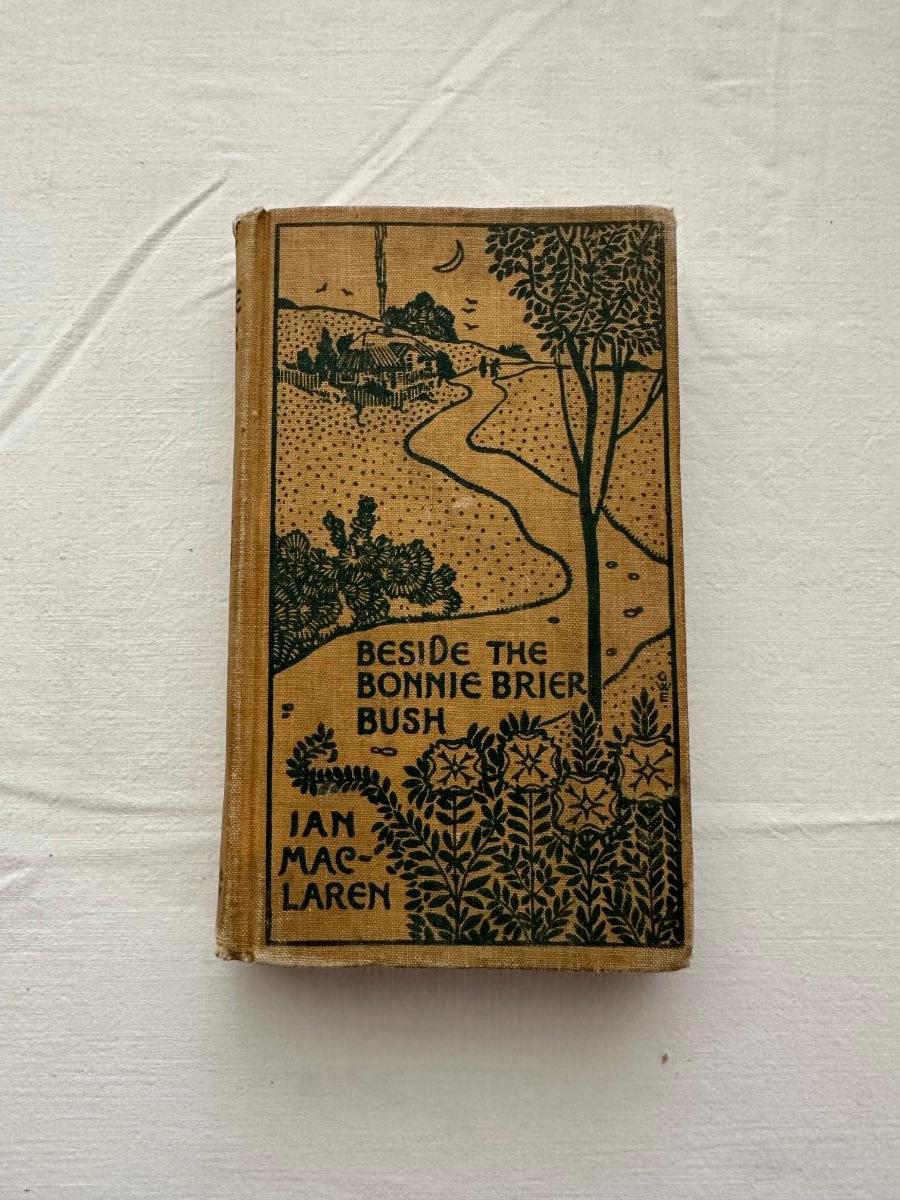 BESIDE THE
BONNIE BRIER
BUSH
IAN
MAC-
LAREN